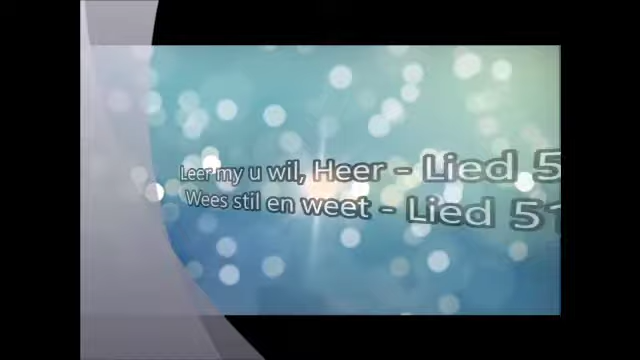 Leer my u wil, Heer - Lied 5
Wees stil en weet - Lied 51